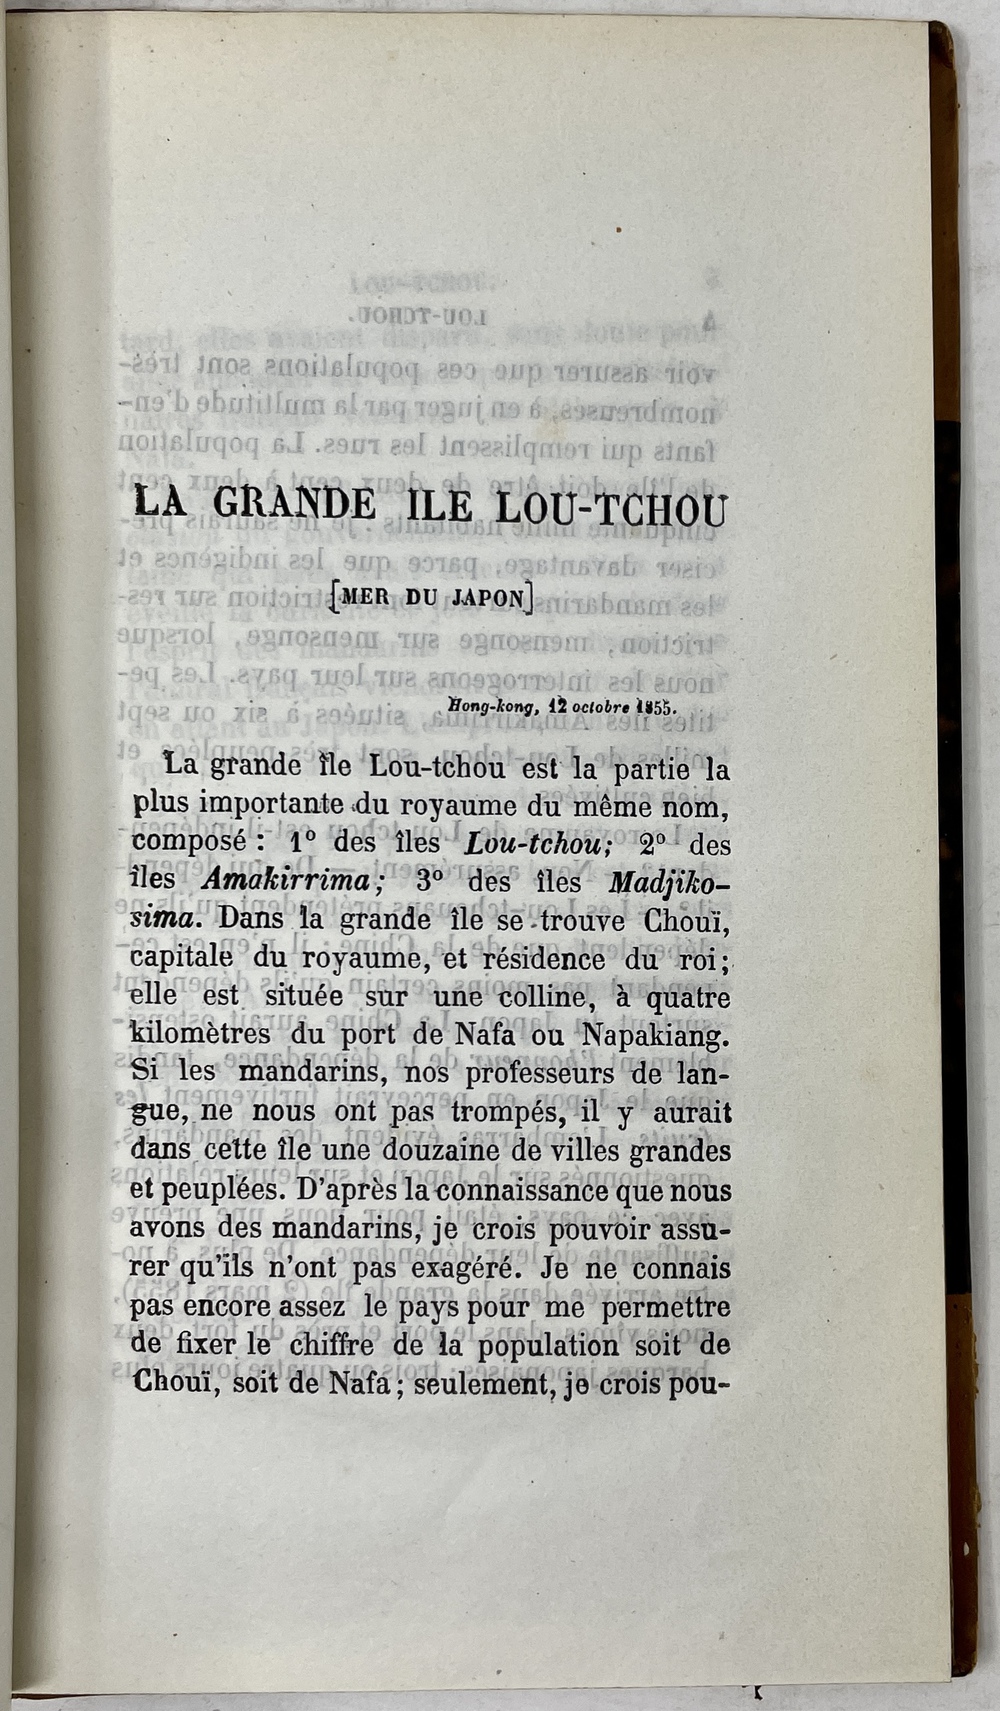 LA GRANDE ILE LOU-TCHOU
[MER DU JAPON]
Hong-kong, 12 octobre 1855.
La grande île Lou-tchou est la partie la
plus importante du royaume du même nom,
composé : 1º des îles Lou-tchou; 2º des
îles Amakirrima; 3º des îles Madjiko-
sima. Dans la grande île se trouve Chouï,
capitale du royaume, et résidence du roi;
elle est située sur une colline, à quatre
kilomètres du port de Nafa ou Napakiang.
Si les mandarins, nos professeurs de lan-
gue, ne nous ont pas trompés, il y aurait
dans cette île une douzaine de villes grandes
et peuplées. D'après la connaissance que nous
avons des mandarins, je crois pouvoir assu-
rer qu'ils n'ont pas exagéré. Je ne connais
pas encore assez le pays pour me permettre
de fixer le chiffre de la population soit de
Chouï, soit de Nafa; seulement, je crois pou-